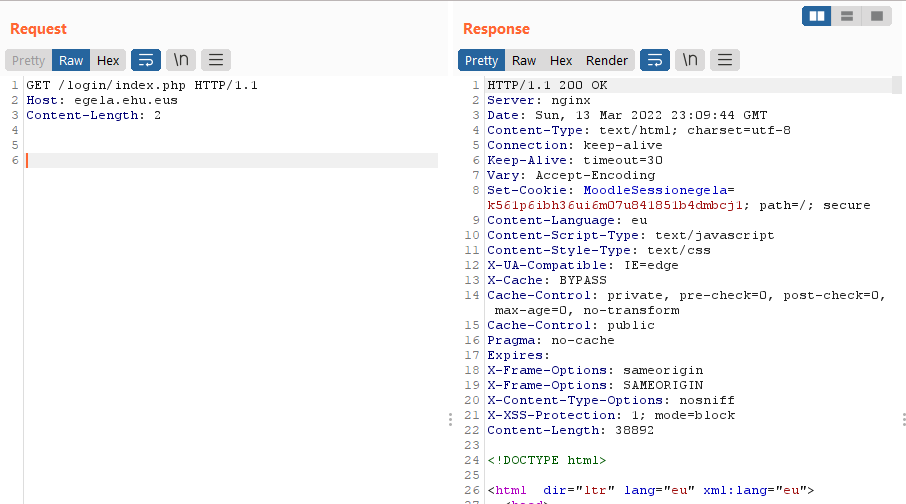 Request
Pretty Raw Hex \n
1 GET /login/index.php HTTP/1.1
2 Host: egela.ehu.eus
3 Content-Length: 2
4
5
6
Response
Pretty Raw Hex Render \n
1 HTTP/1.1 200 OK
2 Server: nginx
3 Date: Sun, 13 Mar 2022 23:09:44 GMT
4 Content-Type: text/html; charset=utf-8
5 Connection: keep-alive
6 Keep-Alive: timeout=30
7 Vary: Accept-Encoding
8 Set-Cookie: MoodleSessionegela=
k561p6ibh36ui6m07u841851b4dmbcj1; path=/; secure
9 Content-Language: eu
10 Content-Script-Type: text/javascript
11 Content-Style-Type: text/css
12 X-UA-Compatible: IE=edge
13 X-Cache: BYPASS
14 Cache-Control: private, pre-check=0, post-check=0,
max-age=0, no-transform
15 Cache-Control: public
16 Pragma: no-cache
17 Expires:
18 X-Frame-Options: sameorigin
19 X-Frame-Options: SAMEORIGIN
20 X-Content-Type-Options: nosniff
21 X-XSS-Protection: 1; mode=block
22 Content-Length: 38892
23
24 <!DOCTYPE html>
25
26 <html dir="ltr" lang="eu" xml:lang="eu">
27 <head>